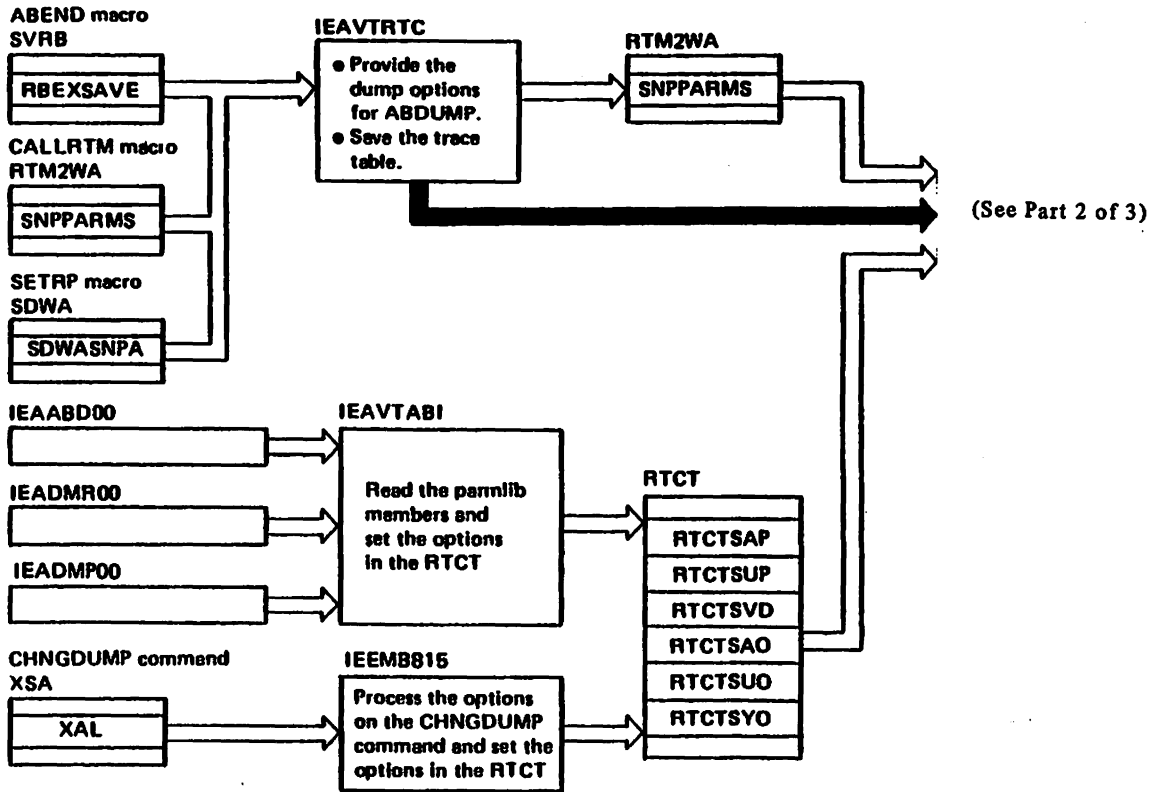 ABEND macro
SVRB
RBEXSAVE
CALLRTM macro
RTM2WA
SNPPARMS
SETRP macro
SDWA
SDWASNPA
IEAVTRTC
• Provide the
dump options
for ABDUMP.
• Save the trace
table.
RTM2WA
SNPPARMS
(See Part 2 of 3)
IEAABD00
IEADMR00
IEADMP00
IEAVTABI
Read the parmlib
members and
set the options
in the RTCT
CHNGDUMP command
XSA
XAL
IEEMB815
Process the options
on the CHNGDUMP
command and set the
options in the RTCT
RTCT
RTCTSAP
RTCTSUP
RTCTSVD
RTCTSAO
RTCTSUO
RTCTSYO